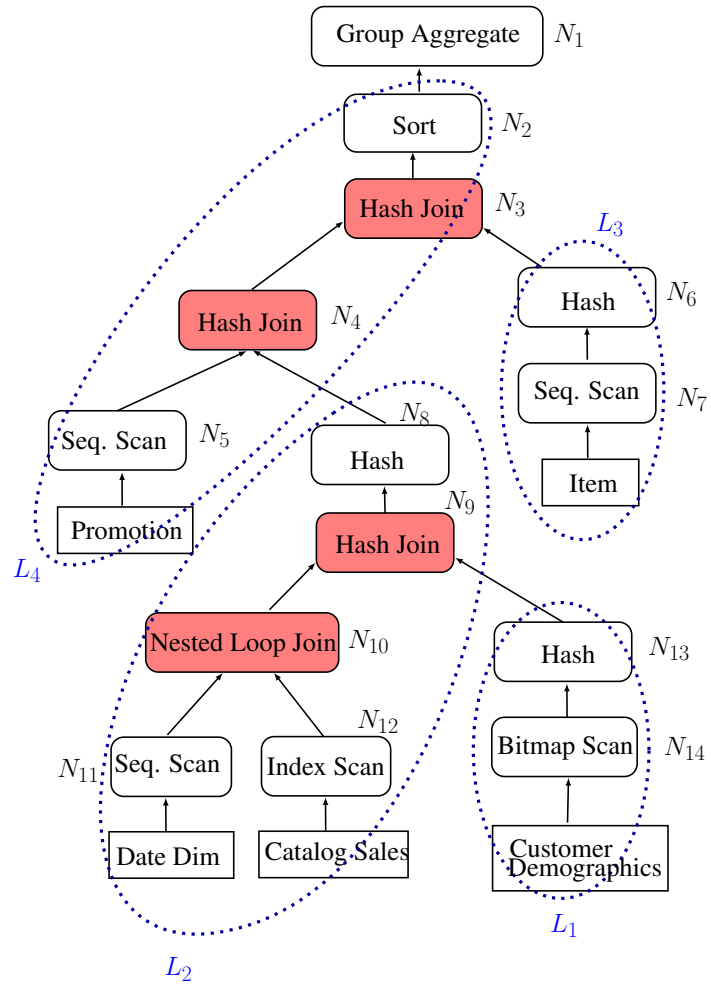 Group Aggregate
N1
Sort
N2
Hash Join
N3
L3
Hash
N6
Hash Join
N4
Seq. Scan
N7
N8
Seq. Scan
N5
Hash
Item
N9
Promotion
Hash Join
L4
Nested Loop Join
N10
Hash
N13
N12
N11
Seq. Scan
Index Scan
Bitmap Scan
N14
Date Dim
Catalog Sales
Customer
Demographics
L1
L2